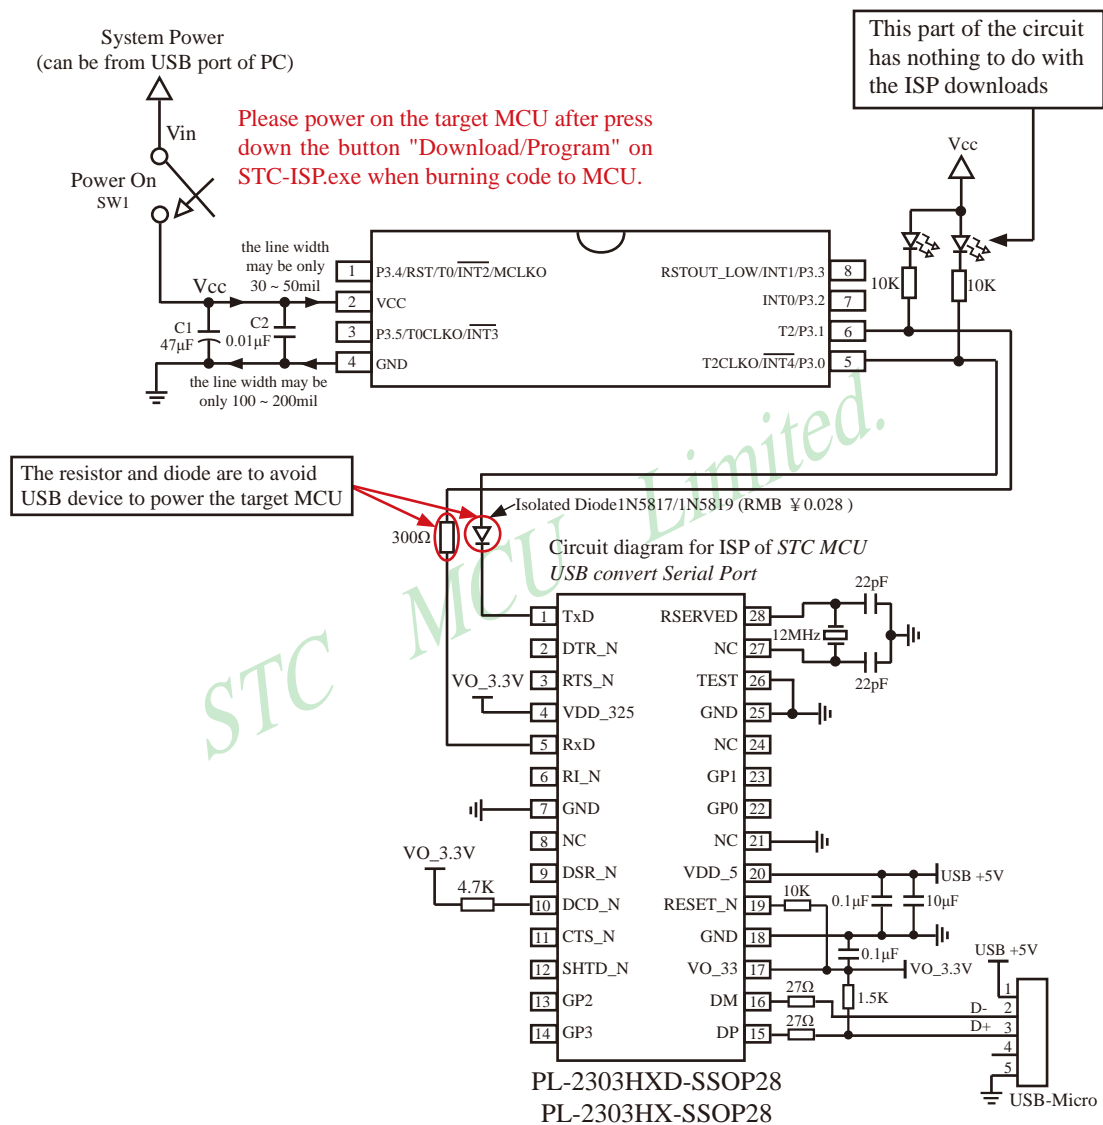 System Power
(can be from USB port of PC)
Vin
Power On
SW1
Please power on the target MCU after press
down the button "Download/Program" on
STC-ISP.exe when burning code to MCU.
This part of the circuit
has nothing to do with
the ISP downloads
Vcc
10K
10K
the line width
may be only
30 ~ 50mil
Vcc
C1
47μF
C2
0.01μF
the line width may be
only 100 ~ 200mil
1 P3.4/RST/T0/INT2/MCLKO
2 VCC
3 P3.5/T0CLKO/INT3
4 GND
RSTOUT_LOW/INT1/P3.3 8
INT0/P3.2 7
T2/P3.1 6
T2CLKO/INT4/P3.0 5
The resistor and diode are to avoid
USB device to power the target MCU
300Ω
Isolated Diode1N5817/1N5819 (RMB ¥0.028 )
Circuit diagram for ISP of STC MCU
USB convert Serial Port
STC MCU Limited.
1 TxD
2 DTR_N
3 RTS_N
4 VDD_325
5 RxD
6 RI_N
7 GND
8 NC
9 DSR_N
10 DCD_N
11 CTS_N
12 SHTD_N
13 GP2
14 GP3
RSERVED 28
NC 27
TEST 26
GND 25
NC 24
GP1 23
GP0 22
NC 21
VDD_5 20
RESET_N 19
GND 18
VO_33 17
DM 16
DP 15
VO_3.3V
VO_3.3V
4.7K
22pF
12MHz
22pF
USB +5V
10K
0.1μF
10μF
0.1μF
VO_3.3V
27Ω
1.5K
27Ω
USB +5V
D-
D+
1
2
3
4
5
USB-Micro
PL-2303HXD-SSOP28
PL-2303HX-SSOP28